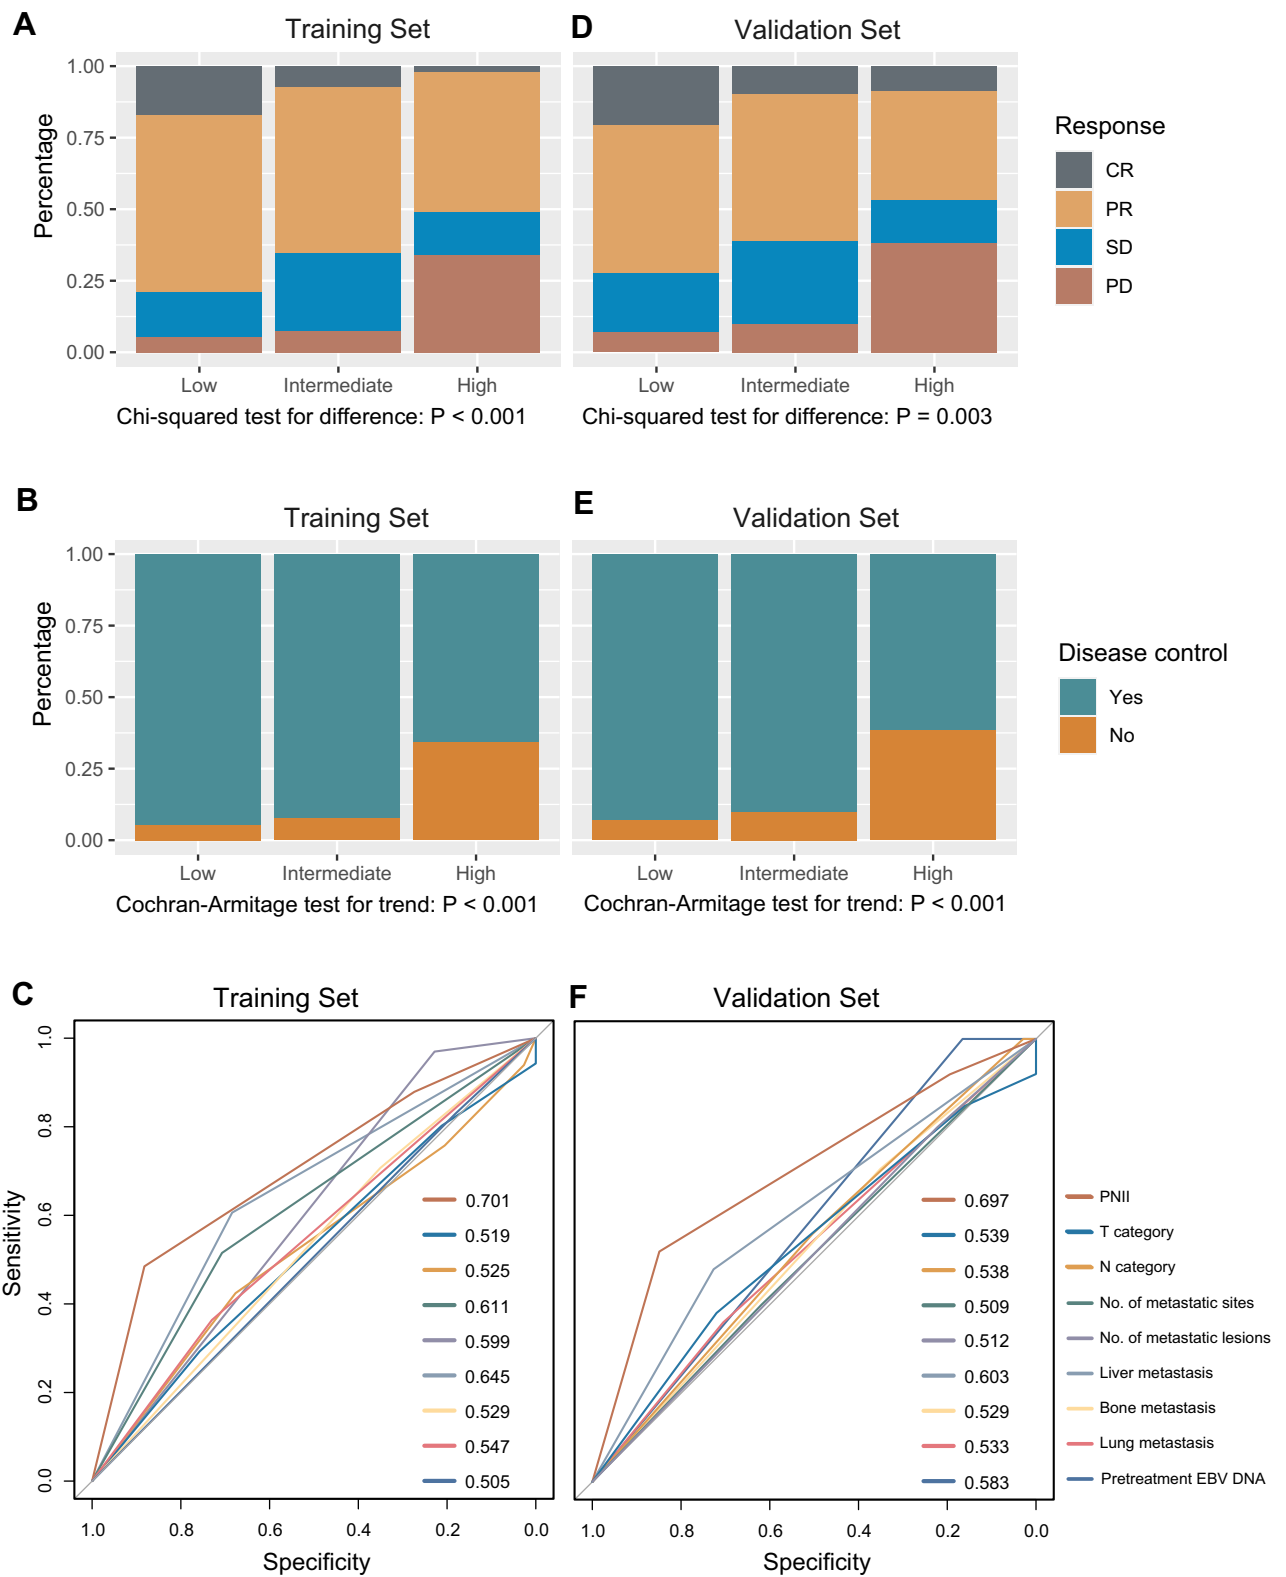 A
Training Set
D
Validation Set
Percentage
1.00
0.75
0.50
0.25
0.00
Low
Intermediate
High
Low
Intermediate
High
Chi-squared test for difference: P < 0.001
Chi-squared test for difference: P = 0.003
Response
CR
PR
SD
PD
B
Training Set
E
Validation Set
Percentage
1.00
0.75
0.50
0.25
0.00
Low
Intermediate
High
Low
Intermediate
High
Cochran-Armitage test for trend: P < 0.001
Cochran-Armitage test for trend: P < 0.001
Disease control
Yes
No
C
Training Set
F
Validation Set
Sensitivity
1.0
0.8
0.6
0.4
0.2
0.0
0.701
0.519
0.525
0.611
0.599
0.645
0.529
0.547
0.505
1.0
0.8
0.6
0.4
0.2
0.0
Specificity
0.697
0.539
0.538
0.509
0.512
0.603
0.529
0.533
0.583
1.0
0.8
0.6
0.4
0.2
0.0
Specificity
PNII
T category
N category
No. of metastatic sites
No. of metastatic lesions
Liver metastasis
Bone metastasis
Lung metastasis
Pretreatment EBV DNA